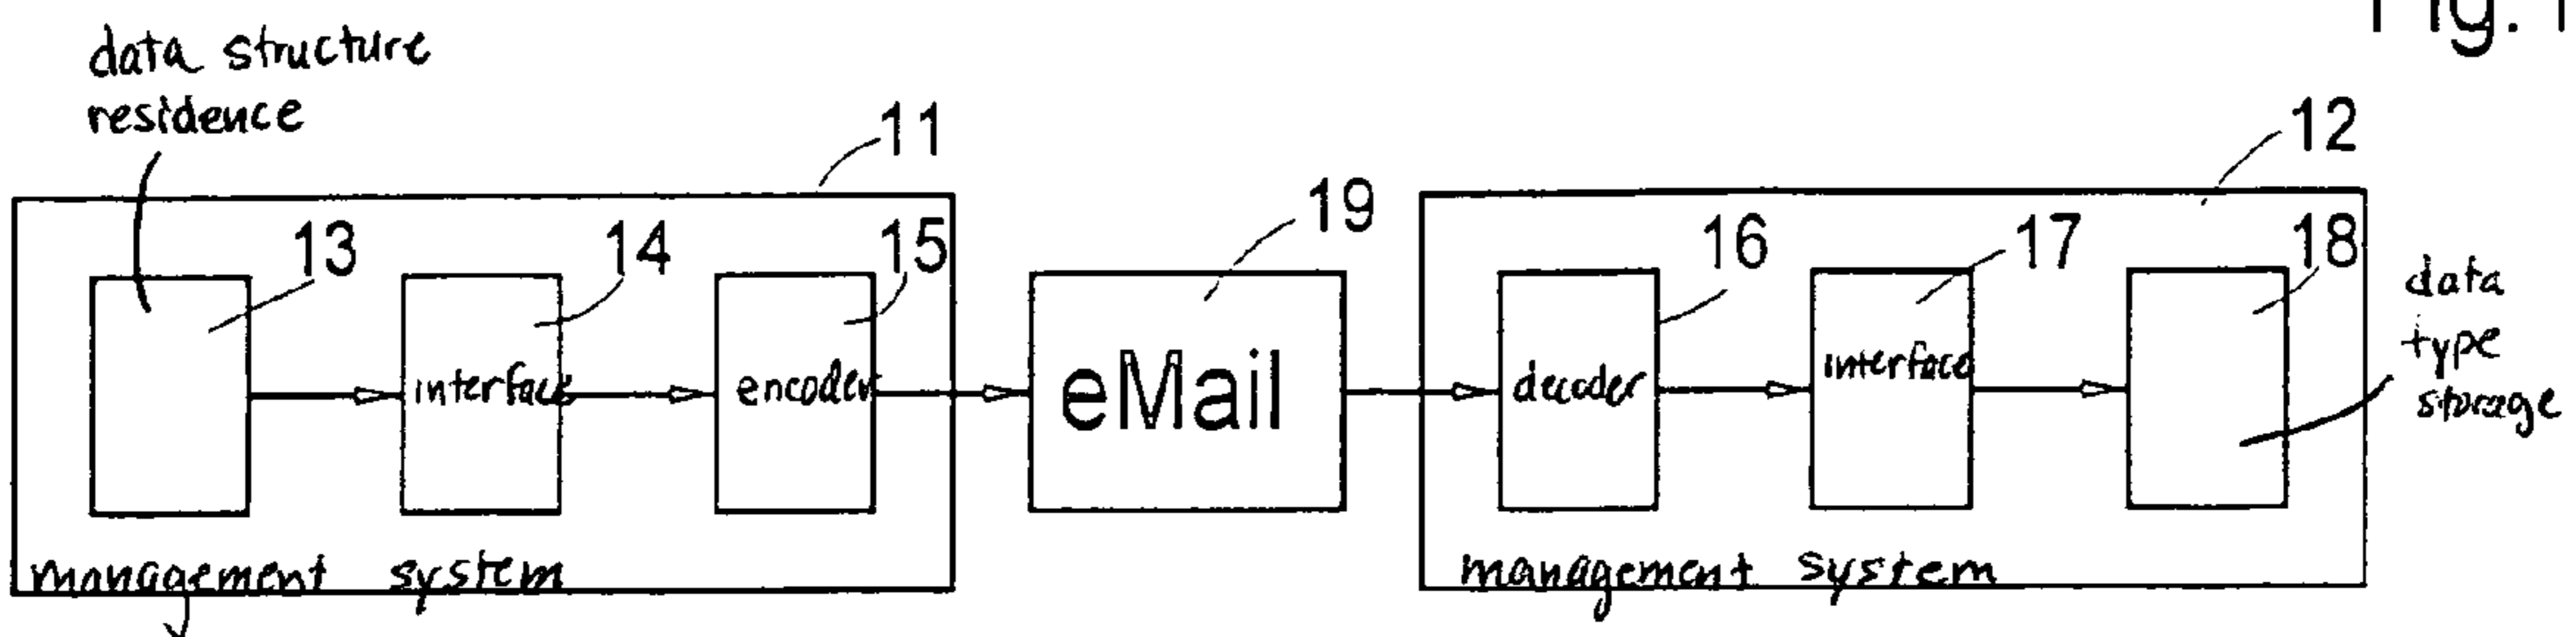 Fig. 1
data structure
residence
11
12
19
13
14
15
16
17
18
data
type
storage
interface
encoder
eMail
decoder
interface
management system
management system